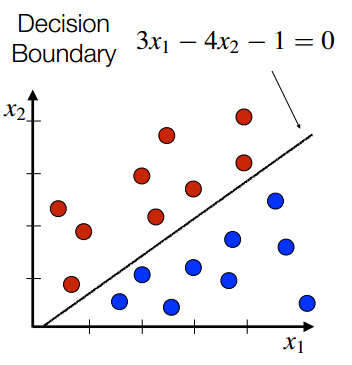 Decision
Boundary
3x₁ − 4x₂ − 1 = 0
x₂
x₁